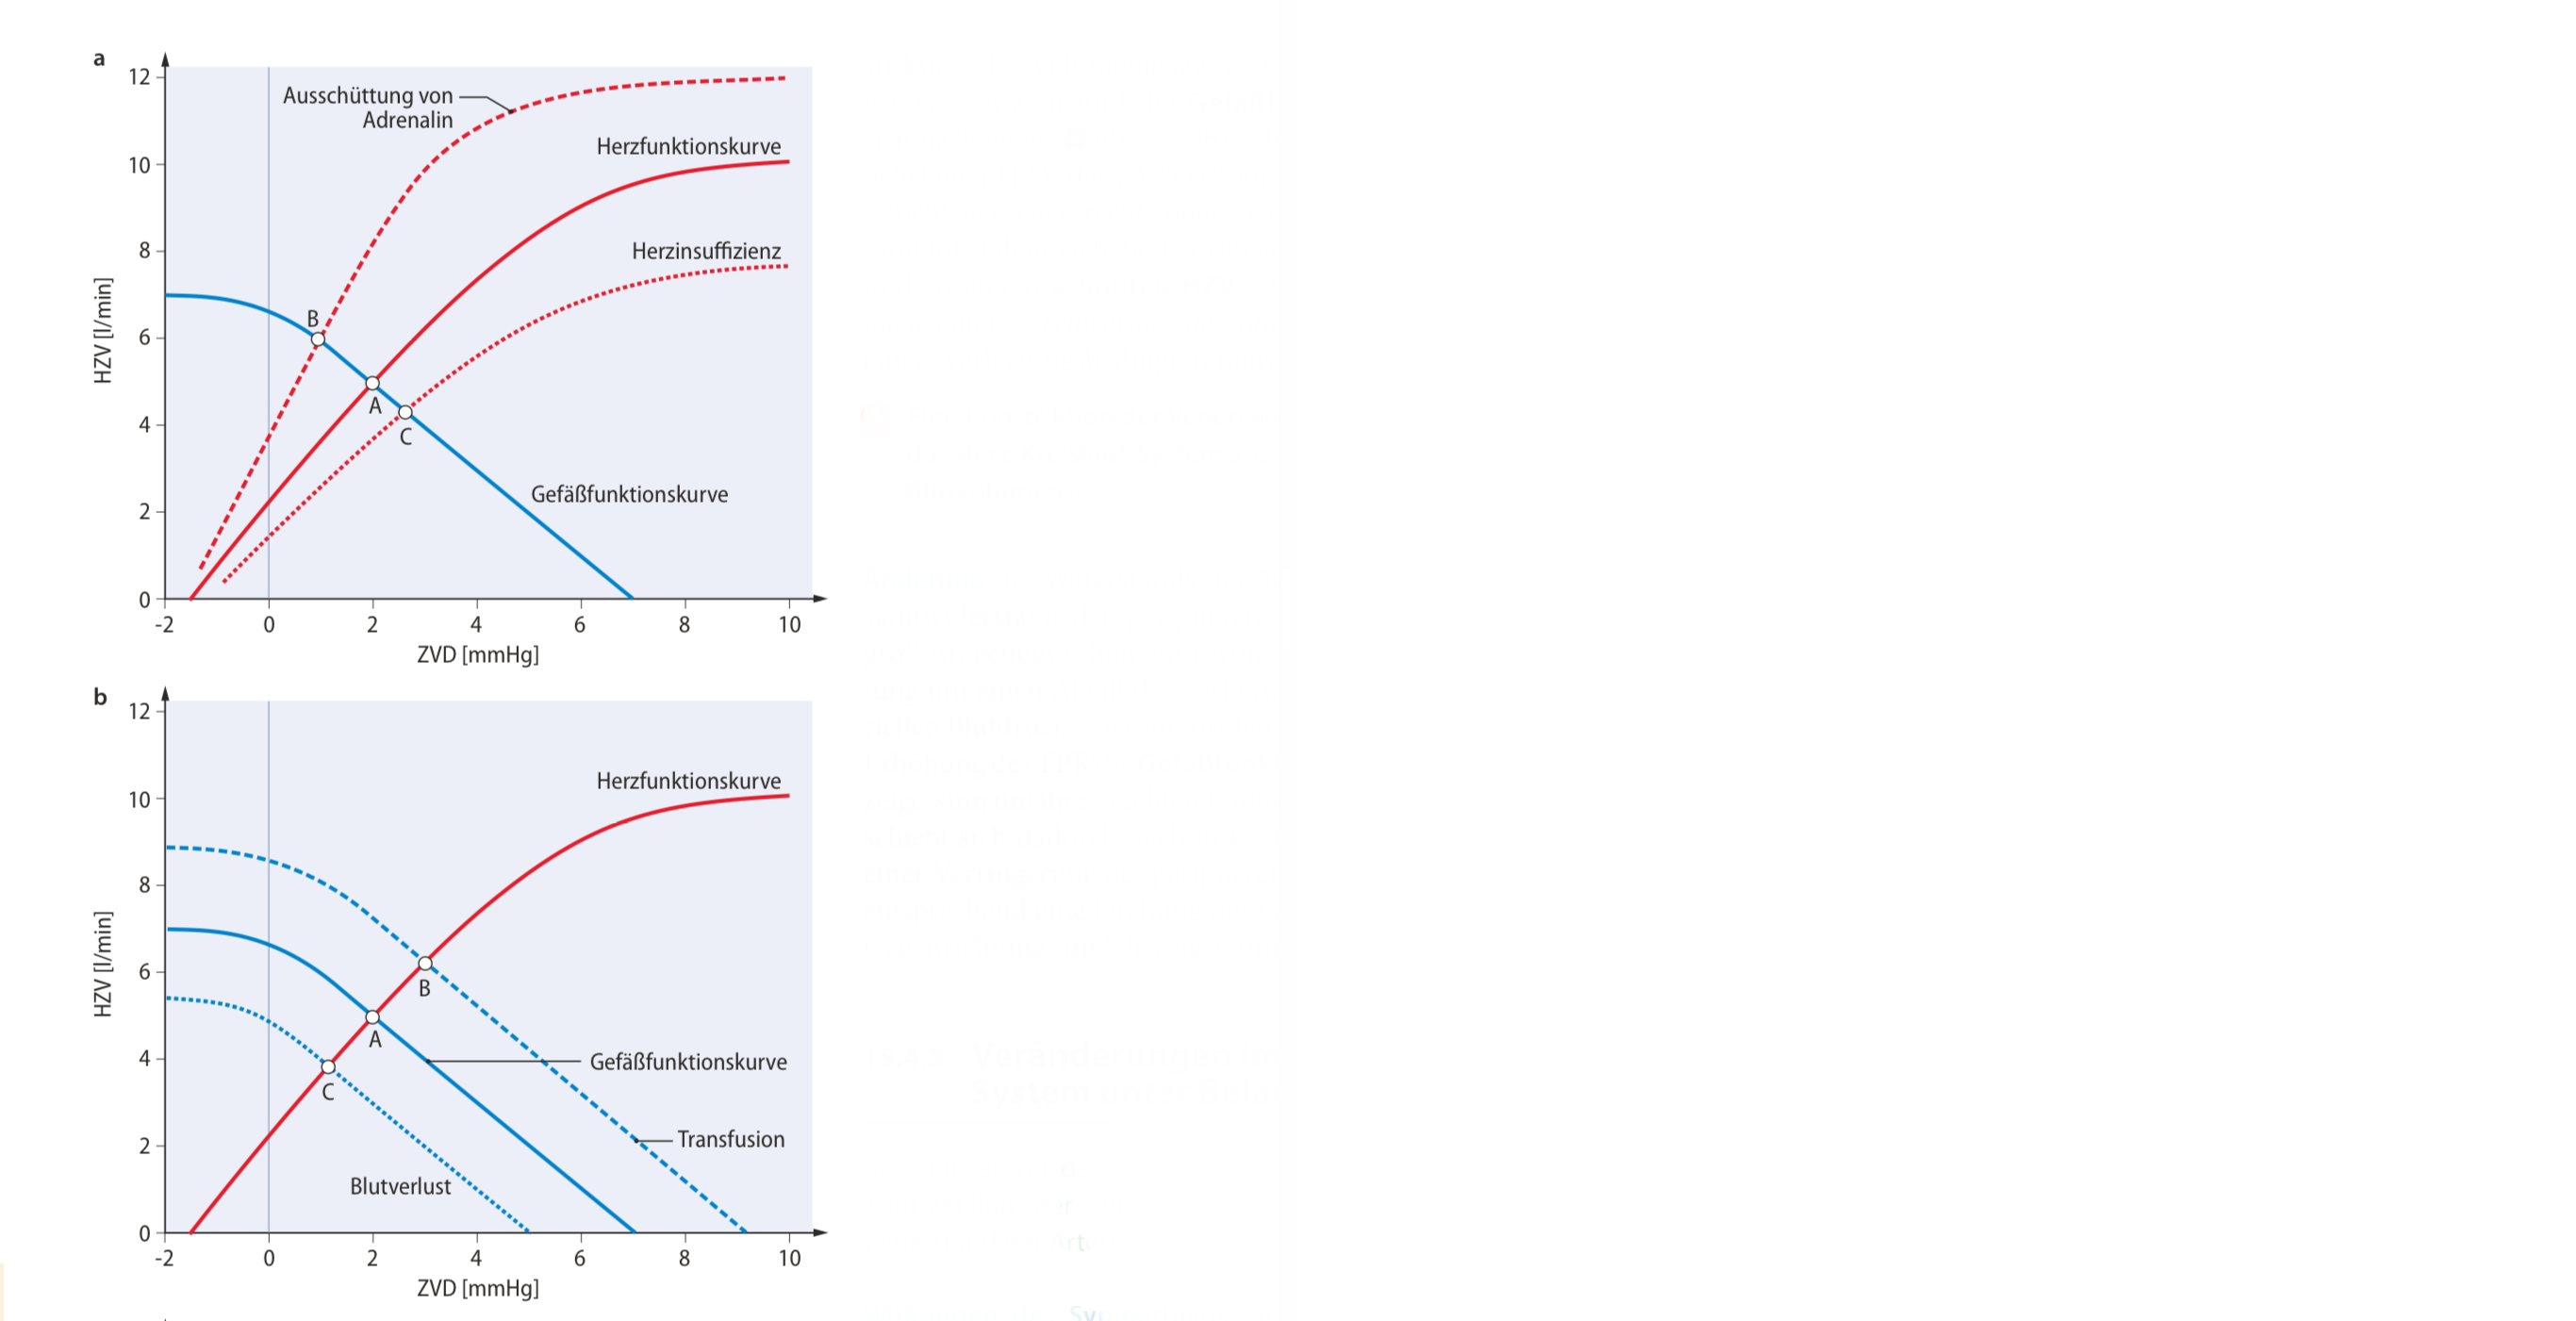 a
12
10
8
6
4
2
0
HZV [l/min]
Ausschüttung von
Adrenalin
Herzfunktionskurve
Herzinsuffizienz
B
A
C
Gefäßfunktionskurve
-2 0 2 4 6 8 10
ZVD [mmHg]
b
12
10
8
6
4
2
0
HZV [l/min]
Herzfunktionskurve
B
A
Gefäßfunktionskurve
C
Transfusion
Blutverlust
-2 0 2 4 6 8 10
ZVD [mmHg]